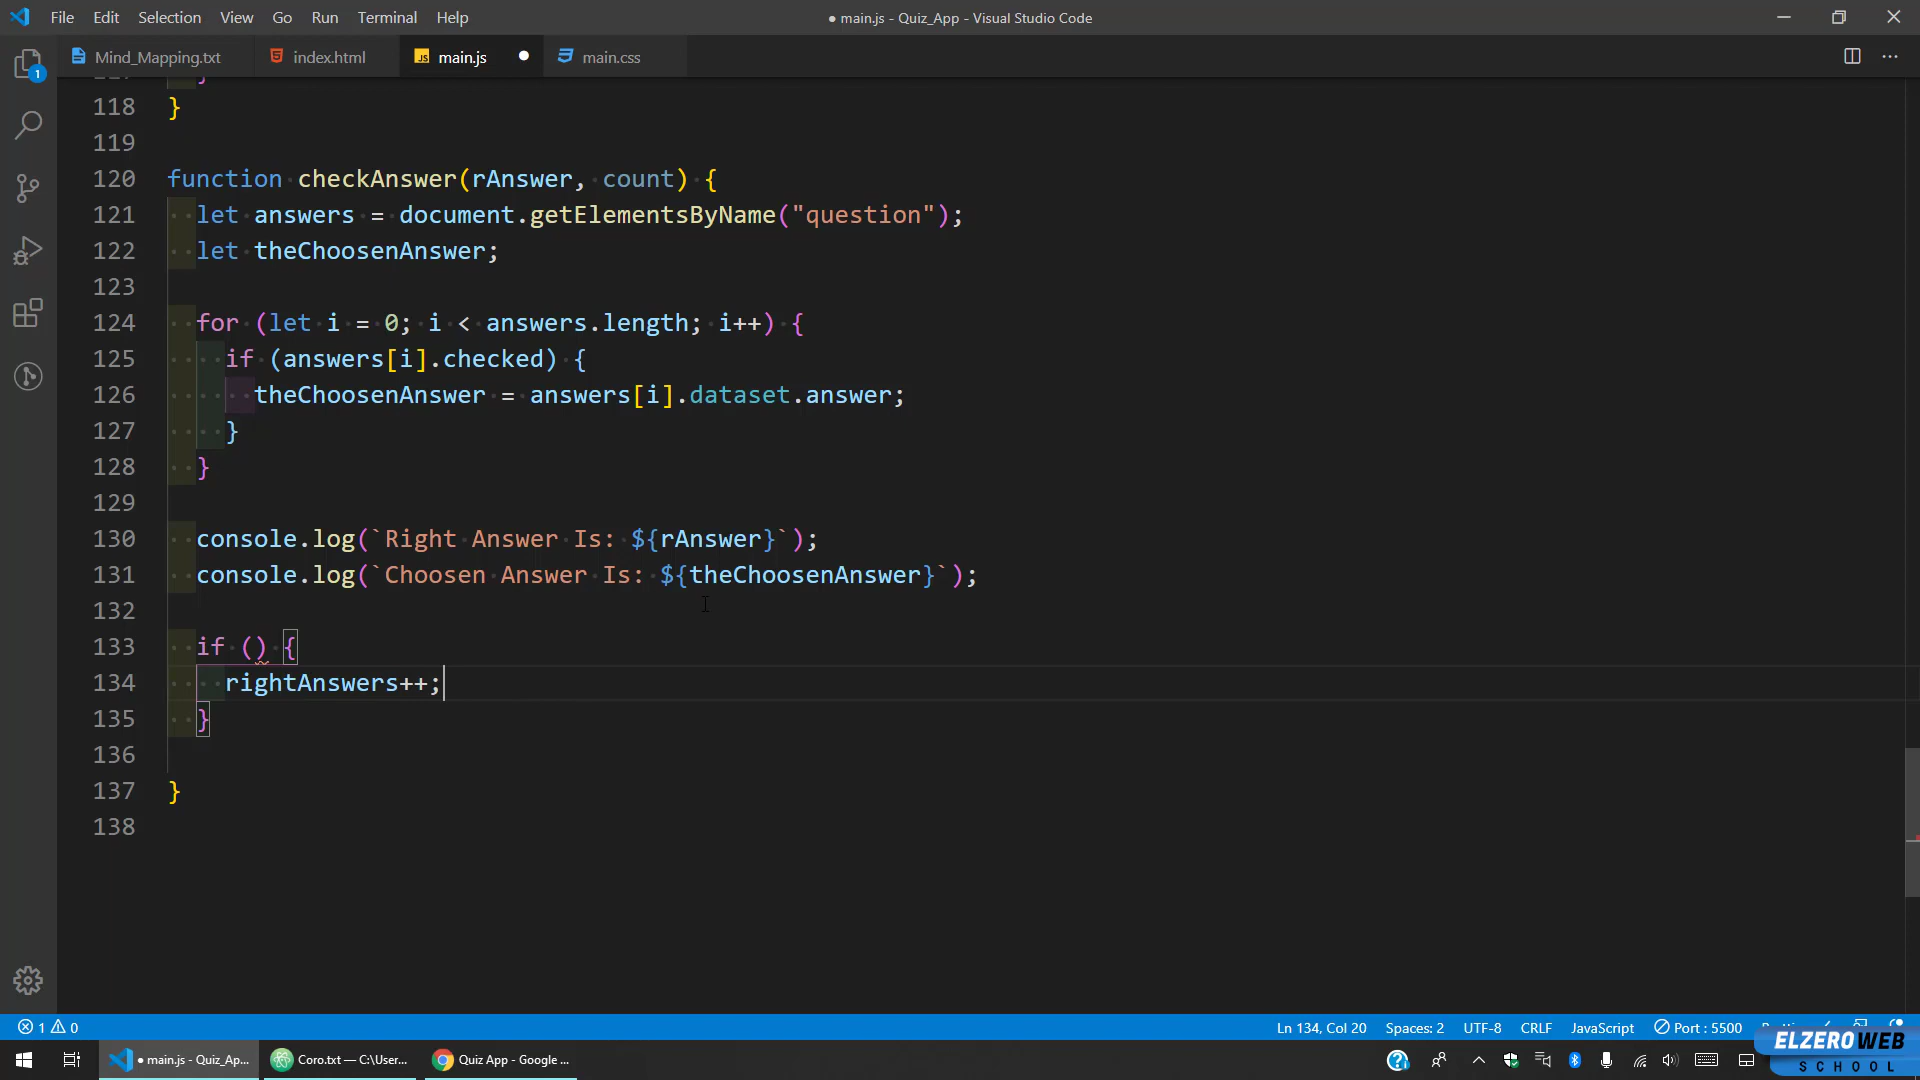 File Edit Selection View Go Run Terminal Help
● main.js - Quiz_App - Visual Studio Code
Mind_Mapping.txt index.html JS main.js ● main.css
1
118 }
119
120 function checkAnswer(rAnswer, count) {
121 let answers = document.getElementsByName("question");
122 let theChoosenAnswer;
123
124 for (let i = 0; i < answers.length; i++) {
125 if (answers[i].checked) {
126 theChoosenAnswer = answers[i].dataset.answer;
127 }
128 }
129
130 console.log(`Right Answer Is: ${rAnswer}`);
131 console.log(`Choosen Answer Is: ${theChoosenAnswer}`);
132
133 if () {
134 rightAnswers++;
135 }
136
137 }
138
1 0 Ln 134, Col 20 Spaces: 2 UTF-8 CRLF JavaScript Port : 5500
● main.js - Quiz_Ap... Coro.txt — C:\User... Quiz App - Google ...
ELZEROWEB
SCHOOL